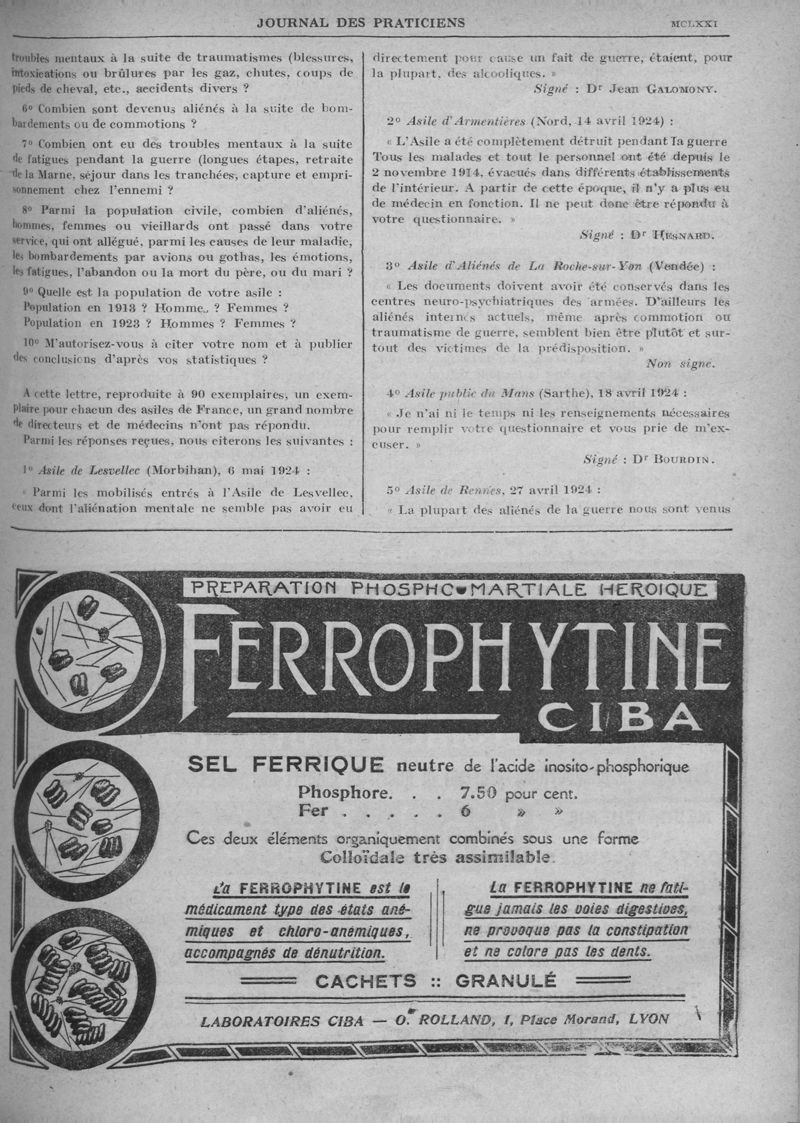 JOURNAL DES PRATICIENS
MCLXXI
troubles mentaux à la suite de traumatismes (blessures,
intoxications ou brûlures par les gaz, chutes, coups de
pieds de cheval, etc., accidents divers ?
6º Combien sont devenus aliénés à la suite de bom-
bardements ou de commotions ?
7º Combien ont eu des troubles mentaux à la suite
de fatigues pendant la guerre (longues étapes, retraite
de la Marne, séjour dans les tranchées, capture et empri-
sonnement chez l'ennemi ?
8º Parmi la population civile, combien d'aliénés,
hommes, femmes ou vieillards ont passé dans votre
service, qui ont allégué, parmi les causes de leur maladie,
les bombardements par avions ou gothas, les émotions,
les fatigues, l'abandon ou la mort du père, ou du mari ?
9º Quelle est la population de votre asile :
Population en 1913 ? Homme.. ? Femmes ?
Population en 1923 ? Hommes ? Femmes ?
10º M'autorisez-vous à citer votre nom et à publier
des conclusions d'après vos statistiques ?
A cette lettre, reproduite à 90 exemplaires, un exem-
plaire pour chacun des asiles de France, un grand nombre
de directeurs et de médecins n'ont pas répondu.
Parmi les réponses reçues, nous citerons les suivantes :
1º Asile de Lesvellec (Morbihan), 6 mai 1924 :
« Parmi les mobilisés entrés à l'Asile de Lesvellec,
ceux dont l'aliénation mentale ne semble pas avoir eu
directement pour cause un fait de guerre, étaient, pour
la plupart, des alcooliques. »
Signé : Dr Jean GALOMONY.
2º Asile d'Armentières (Nord, 14 avril 1924) :
« L'Asile a été complètement détruit pendant la guerre
Tous les malades et tout le personnel ont été depuis le
2 novembre 1914, évacués dans différents établissements
de l'intérieur. A partir de cette époque, il n'y a plus eu
de médecin en fonction. Il ne peut donc être répondu à
votre questionnaire. »
Signé : Dr HESNARD.
3º Asile d'Aliénés de La Roche-sur-Yon (Vendée) :
« Les documents doivent avoir été conservés dans les
centres neuro-psychiatriques des armées. D'ailleurs les
aliénés internés actuels, même après commotion ou
traumatisme de guerre, semblent bien être plutôt et sur-
tout des victimes de la prédisposition. »
Non signé.
4º Asile public du Mans (Sarthe), 18 avril 1924 :
« Je n'ai ni le temps ni les renseignements nécessaires
pour remplir votre questionnaire et vous prie de m'ex-
cuser. »
Signé : Dr BOURDIN.
5º Asile de Rennes, 27 avril 1924 :
« La plupart des aliénés de la guerre nous sont venus
PREPARATION PHOSPHO-MARTIALE HEROIQUE
FERROPHYTINE
CIBA
SEL FERRIQUE neutre de l'acide inosito-phosphorique
Phosphore. . . 7.50 pour cent.
Fer . . . . . 6 » »
Ces deux éléments organiquement combinés sous une forme
Colloïdale très assimilable.
La FERROPHYTINE est le
médicament type des états ané-
miques et chloro-anémiques,
accompagnés de dénutrition.
La FERROPHYTINE ne fati-
gue jamais les voies digestives,
ne provoque pas la constipation
et ne colore pas les dents.
CACHETS :: GRANULÉ
LABORATOIRES CIBA — O. ROLLAND, 1, Place Morand, LYON